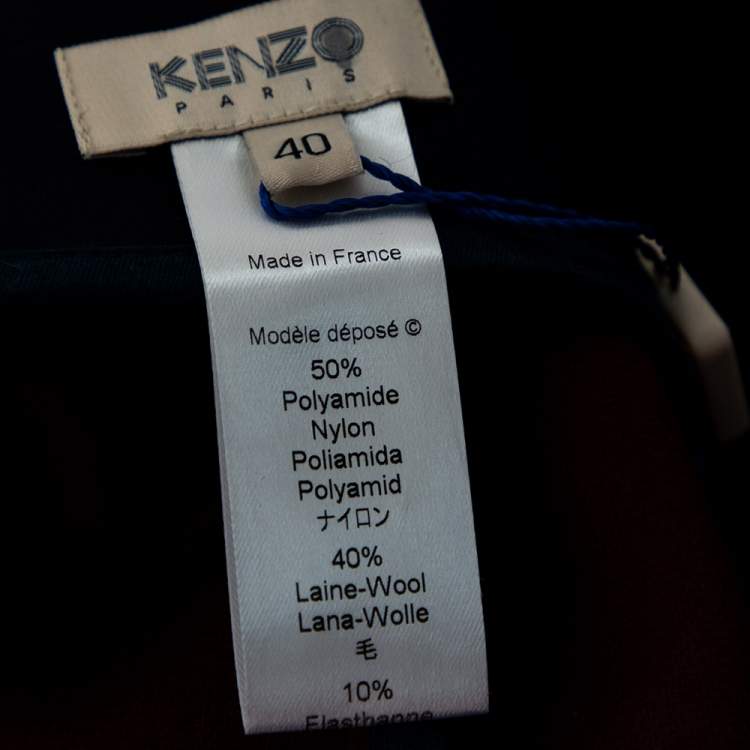 KENZO
PARIS
40
Made in France
Modèle déposé ©
50%
Polyamide
Nylon
Poliamida
Polyamid
ナイロン
40%
Laine-Wool
Lana-Wolle
毛
10%
Elasthanne